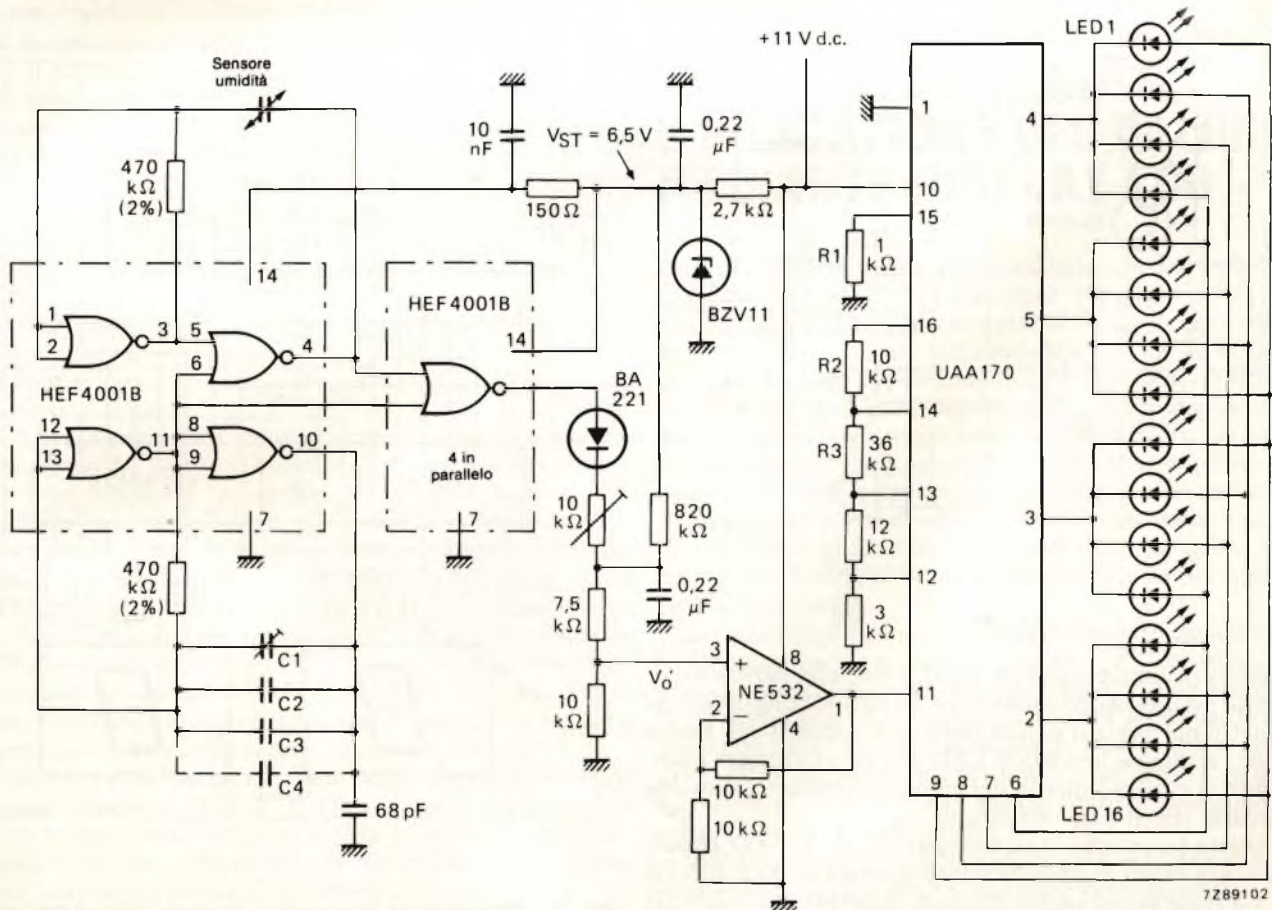 LED 1
+11 V d.c.
Sensore
umidità
1
4
10
nF
V_ST = 6,5 V
0,22
μF
470
kΩ
(2%)
150 Ω
2,7 kΩ
10
15
R1
1
kΩ
14
HEF4001B
14
BZV11
16
1
2
3
5
6
4
R2
10
kΩ
UAA170
5
HEF4001B
BA
221
14
12
13
11
8
9
10
4 in
parallelo
R3
36
kΩ
10
kΩ
820
kΩ
13
3
7
7
12
kΩ
470
kΩ
(2%)
0,22
μF
12
7,5
kΩ
3
kΩ
C1
V_O'
3
+
8
NE532
1
11
2
C2
10
kΩ
2
−
4
C3
C4
10 kΩ
9 8 7 6
LED 16
68 pF
10 kΩ
7Z89102